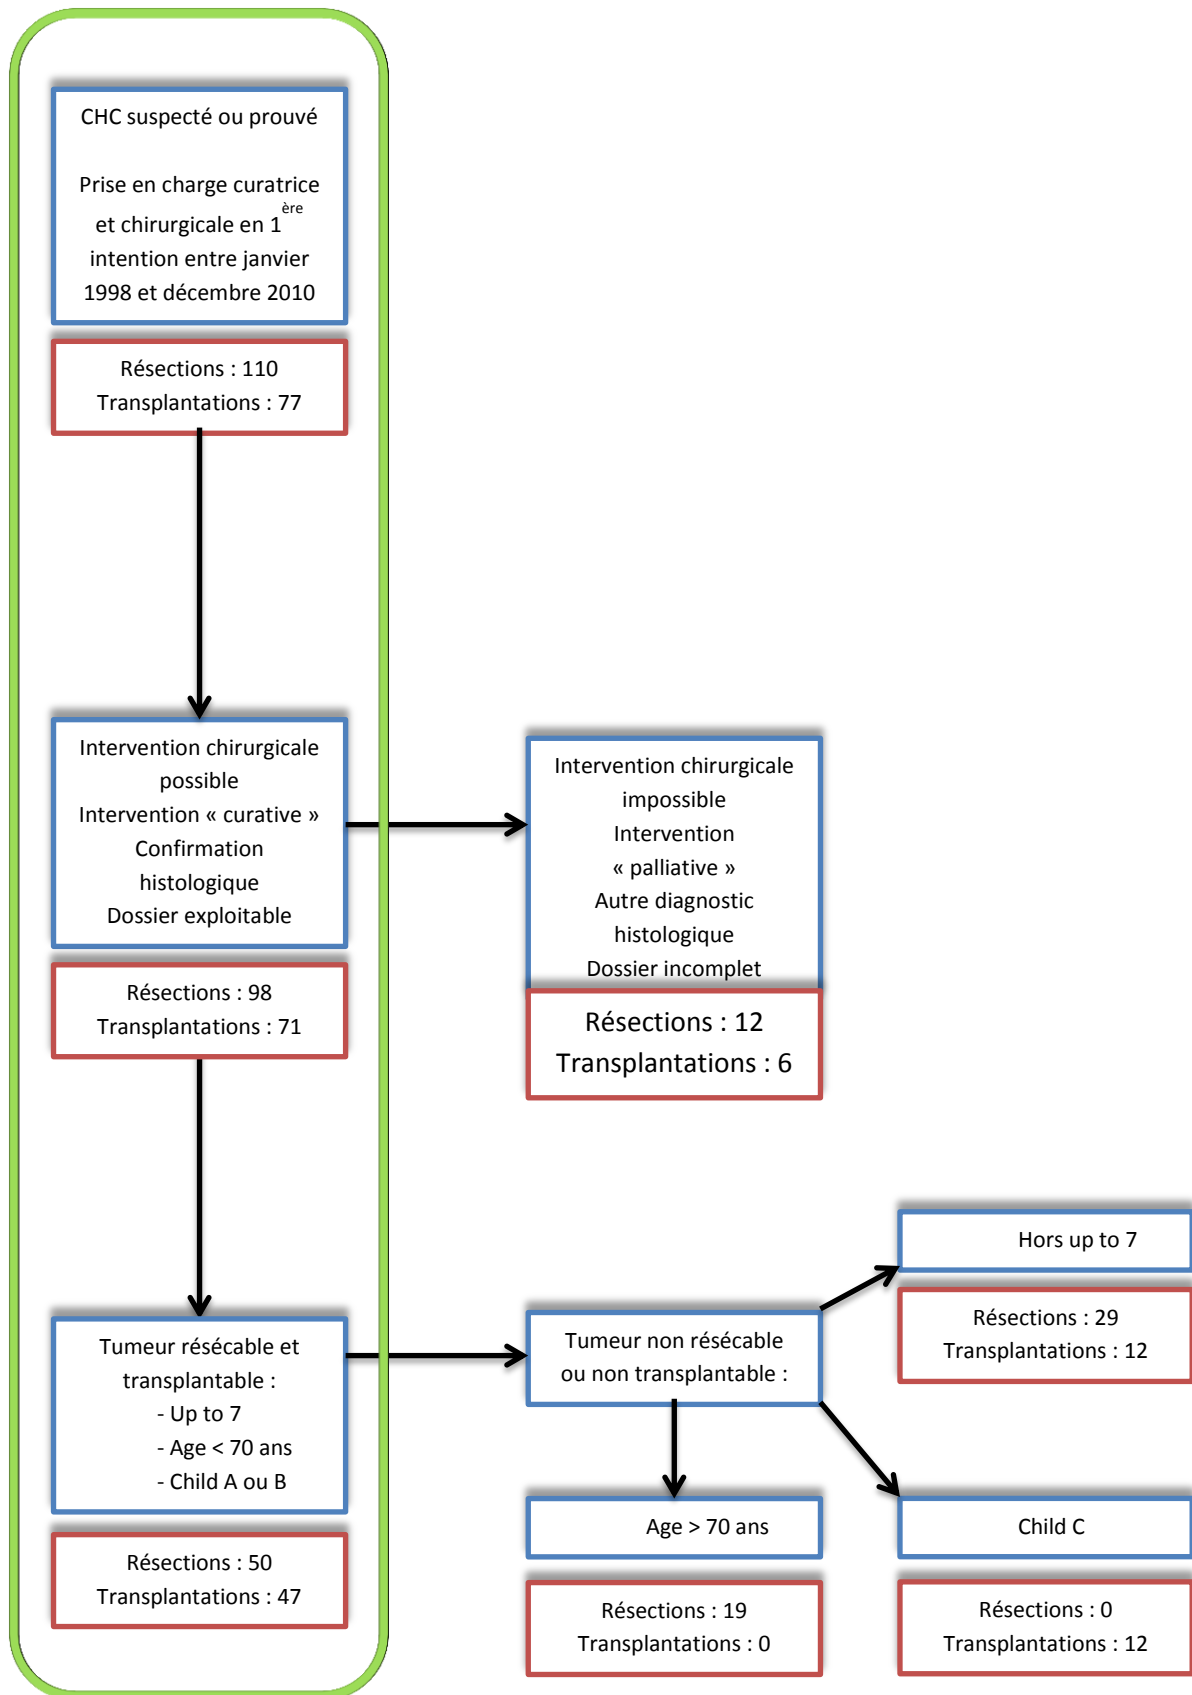 CHC suspecté ou prouvé
Prise en charge curatrice
et chirurgicale en 1ère
intention entre janvier
1998 et décembre 2010
Résections : 110
Transplantations : 77
Intervention chirurgicale
possible
Intervention « curative »
Confirmation
histologique
Dossier exploitable
Résections : 98
Transplantations : 71
Intervention chirurgicale
impossible
Intervention
« palliative »
Autre diagnostic
histologique
Dossier incomplet
Résections : 12
Transplantations : 6
Tumeur résécable et
transplantable :
- Up to 7
- Age < 70 ans
- Child A ou B
Résections : 50
Transplantations : 47
Tumeur non résécable
ou non transplantable :
Hors up to 7
Résections : 29
Transplantations : 12
Age > 70 ans
Résections : 19
Transplantations : 0
Child C
Résections : 0
Transplantations : 12